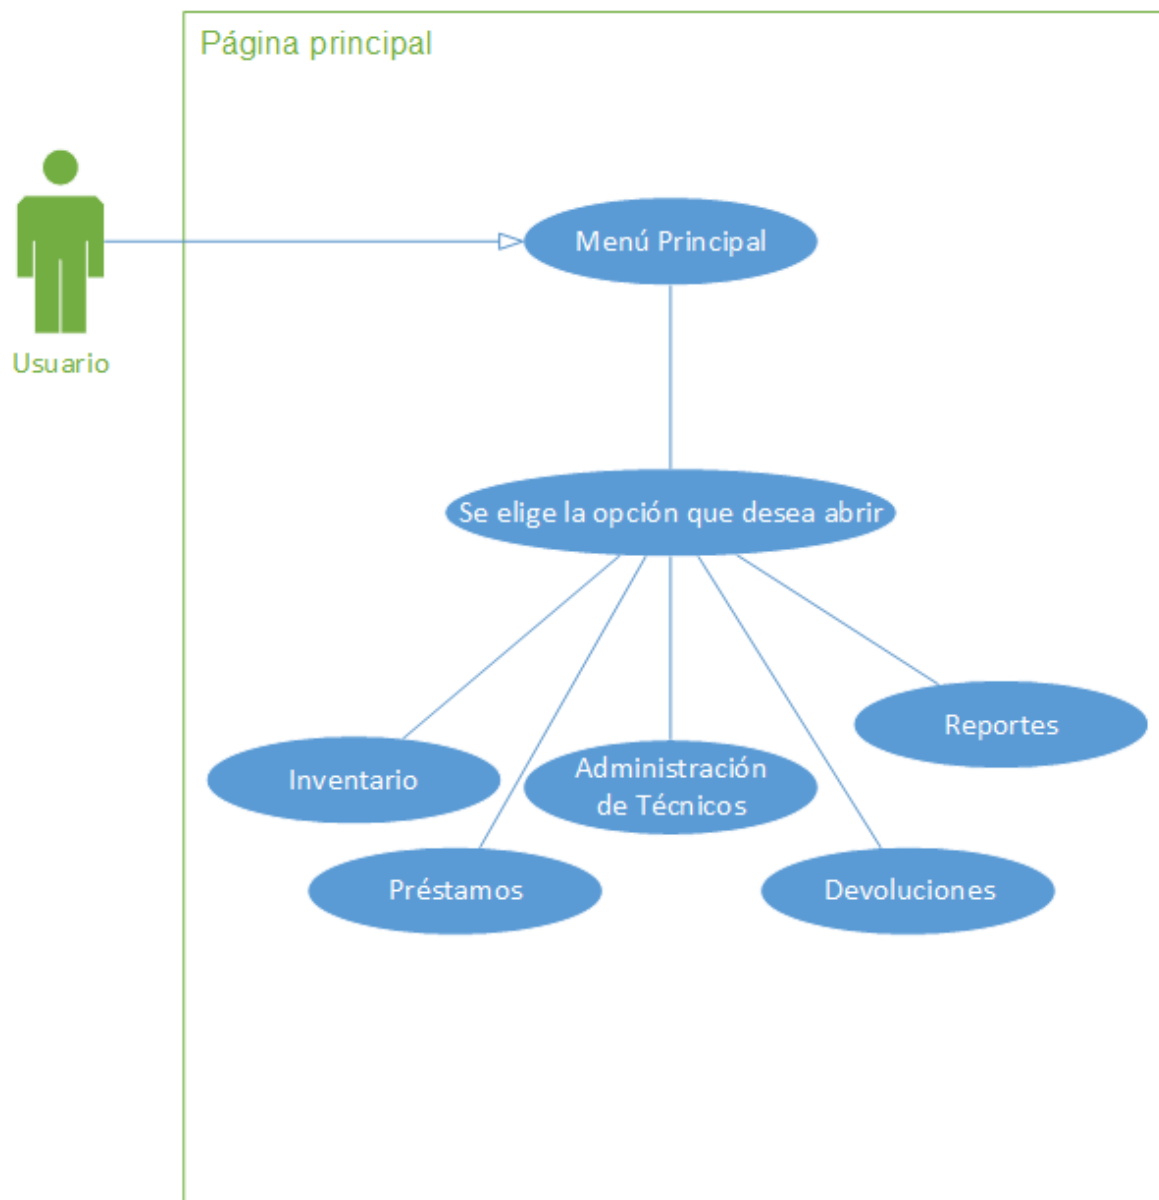 Página principal
Menú Principal
Usuario
Se elige la opción que desea abrir
Reportes
Inventario
Administración
de Técnicos
Préstamos
Devoluciones